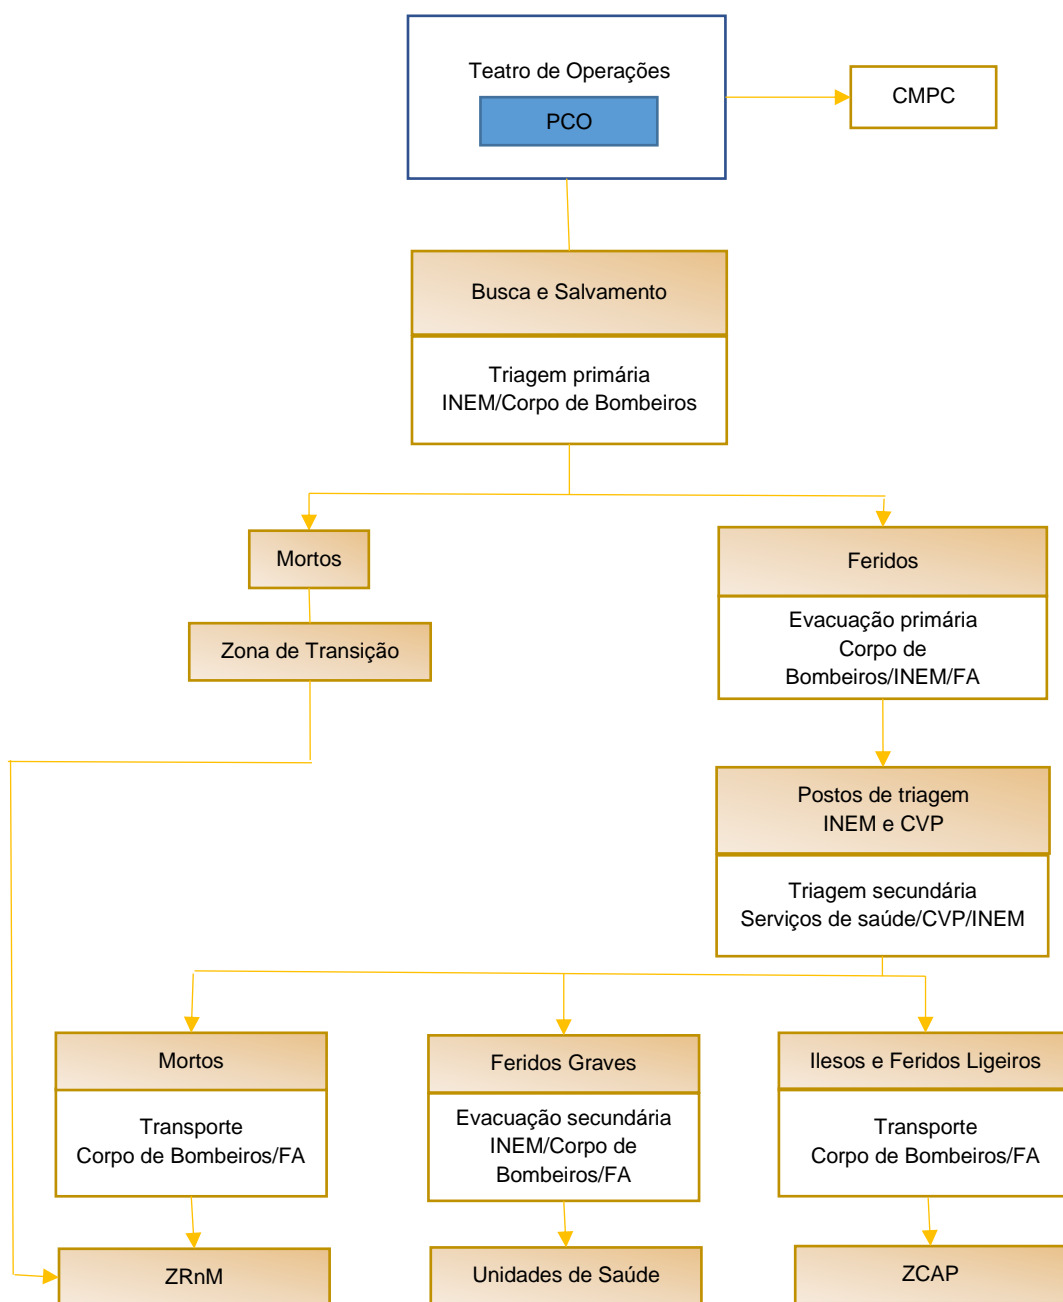 Teatro de Operações
PCO
CMPC
Busca e Salvamento
Triagem primária
INEM/Corpo de Bombeiros
Mortos
Zona de Transição
Feridos
Evacuação primária
Corpo de
Bombeiros/INEM/FA
Postos de triagem
INEM e CVP
Triagem secundária
Serviços de saúde/CVP/INEM
Mortos
Transporte
Corpo de Bombeiros/FA
Feridos Graves
Evacuação secundária
INEM/Corpo de
Bombeiros/FA
Ilesos e Feridos Ligeiros
Transporte
Corpo de Bombeiros/FA
ZRnM
Unidades de Saúde
ZCAP